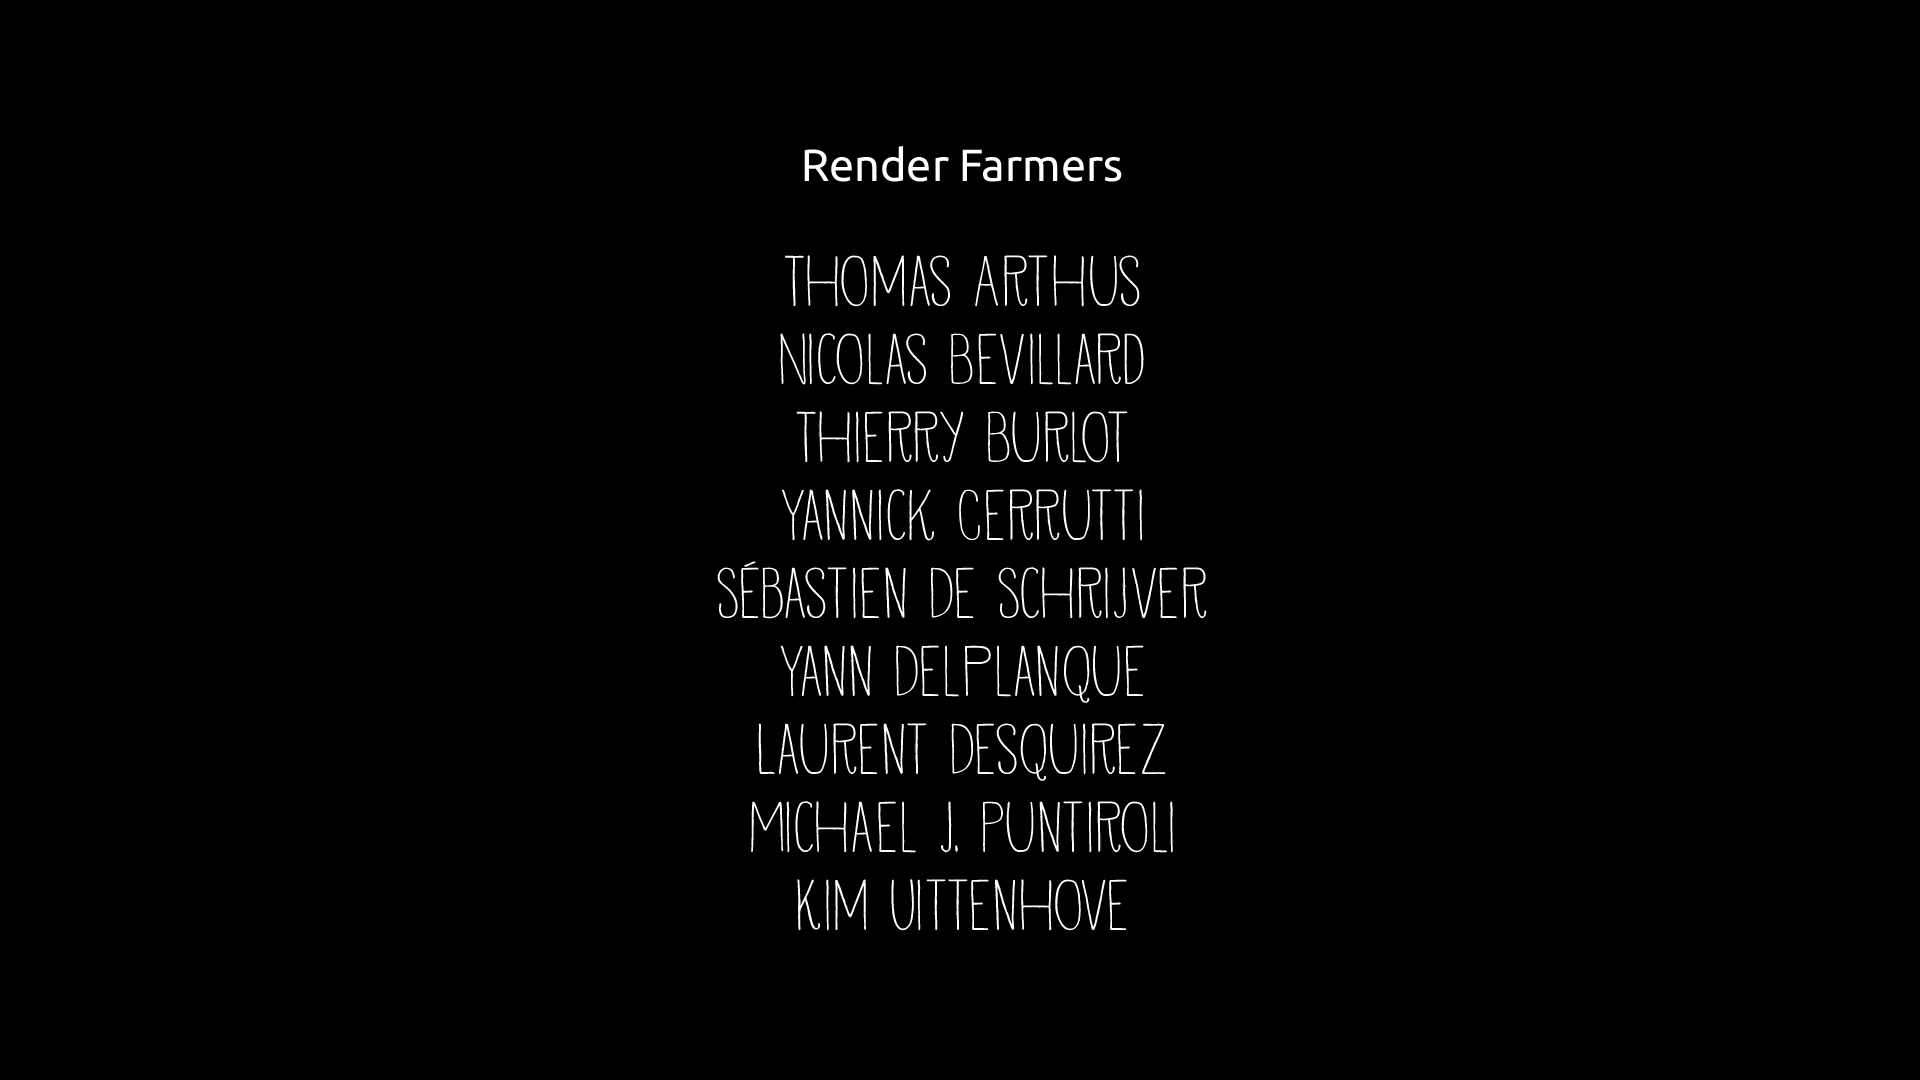 Render Farmers
THOMAS ARTHUS
NICOLAS BEVILLARD
THIERRY BURLOT
YANNICK CERRUTTI
SÉBASTIEN DE SCHRIJVER
YANN DELPLANQUE
LAURENT DESQUIREZ
MICHAEL J. PUNTIROLI
KIM UITTENHOVE